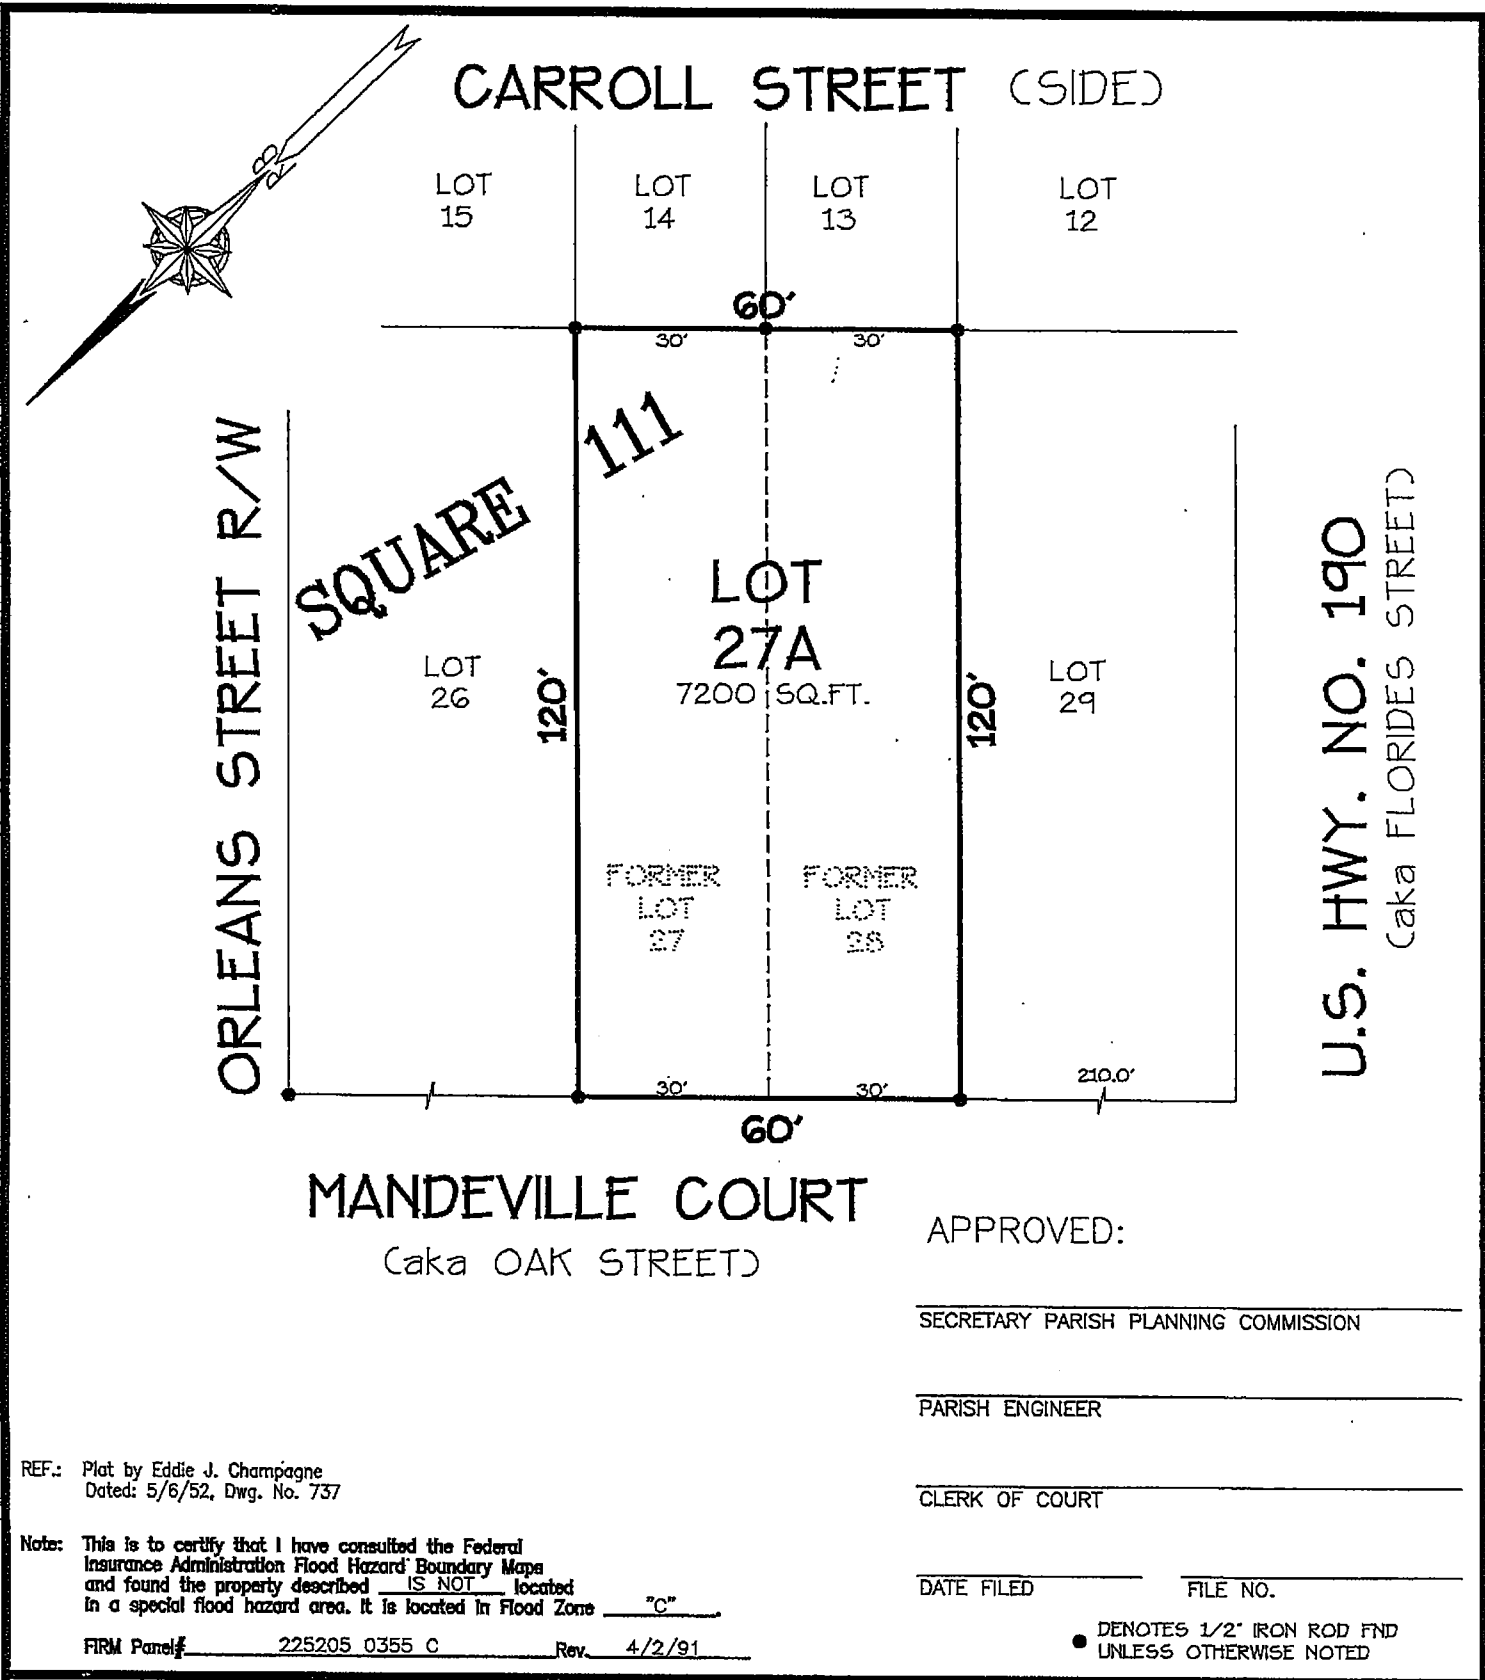 CARROLL STREET (SIDE)
LOT
15
LOT
14
LOT
13
LOT
12
60'
30'
30'
SQUARE 111
ORLEANS STREET R/W
LOT
27A
7200 SQ.FT.
LOT
26
120'
120'
LOT
29
U.S. HWY. NO. 190
(aka FLORIDES STREET)
FORMER
LOT
27
FORMER
LOT
28
30'
30'
210.0'
60'
MANDEVILLE COURT
(aka OAK STREET)
APPROVED:
SECRETARY PARISH PLANNING COMMISSION
PARISH ENGINEER
CLERK OF COURT
DATE FILED
FILE NO.
DENOTES 1/2" IRON ROD FND
UNLESS OTHERWISE NOTED
REF.: Plat by Eddie J. Champagne
Dated: 5/6/52, Dwg. No. 737
Note: This is to certify that I have consulted the Federal
Insurance Administration Flood Hazard Boundary Maps
and found the property described IS NOT located
in a special flood hazard area. It is located in Flood Zone "C".
FIRM Panel# 225205 0355 C Rev. 4/2/91